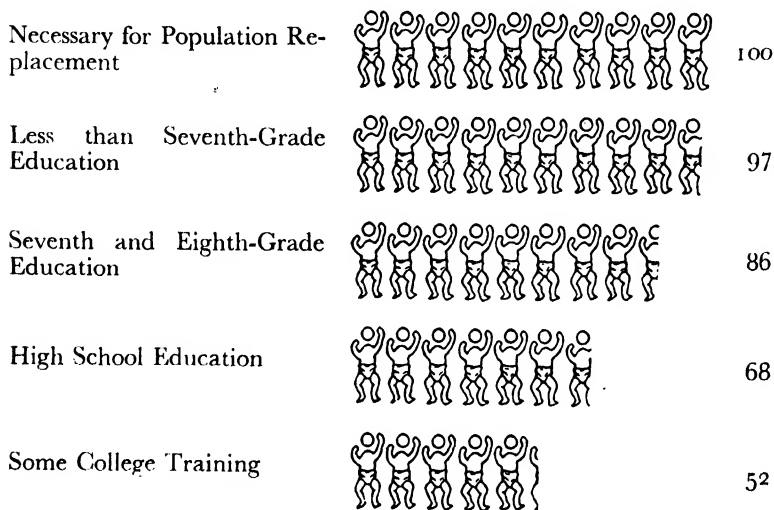 Necessary for Population Re-
placement 100
Less than Seventh-Grade
Education 97
Seventh and Eighth-Grade
Education 86
High School Education 68
Some College Training 52